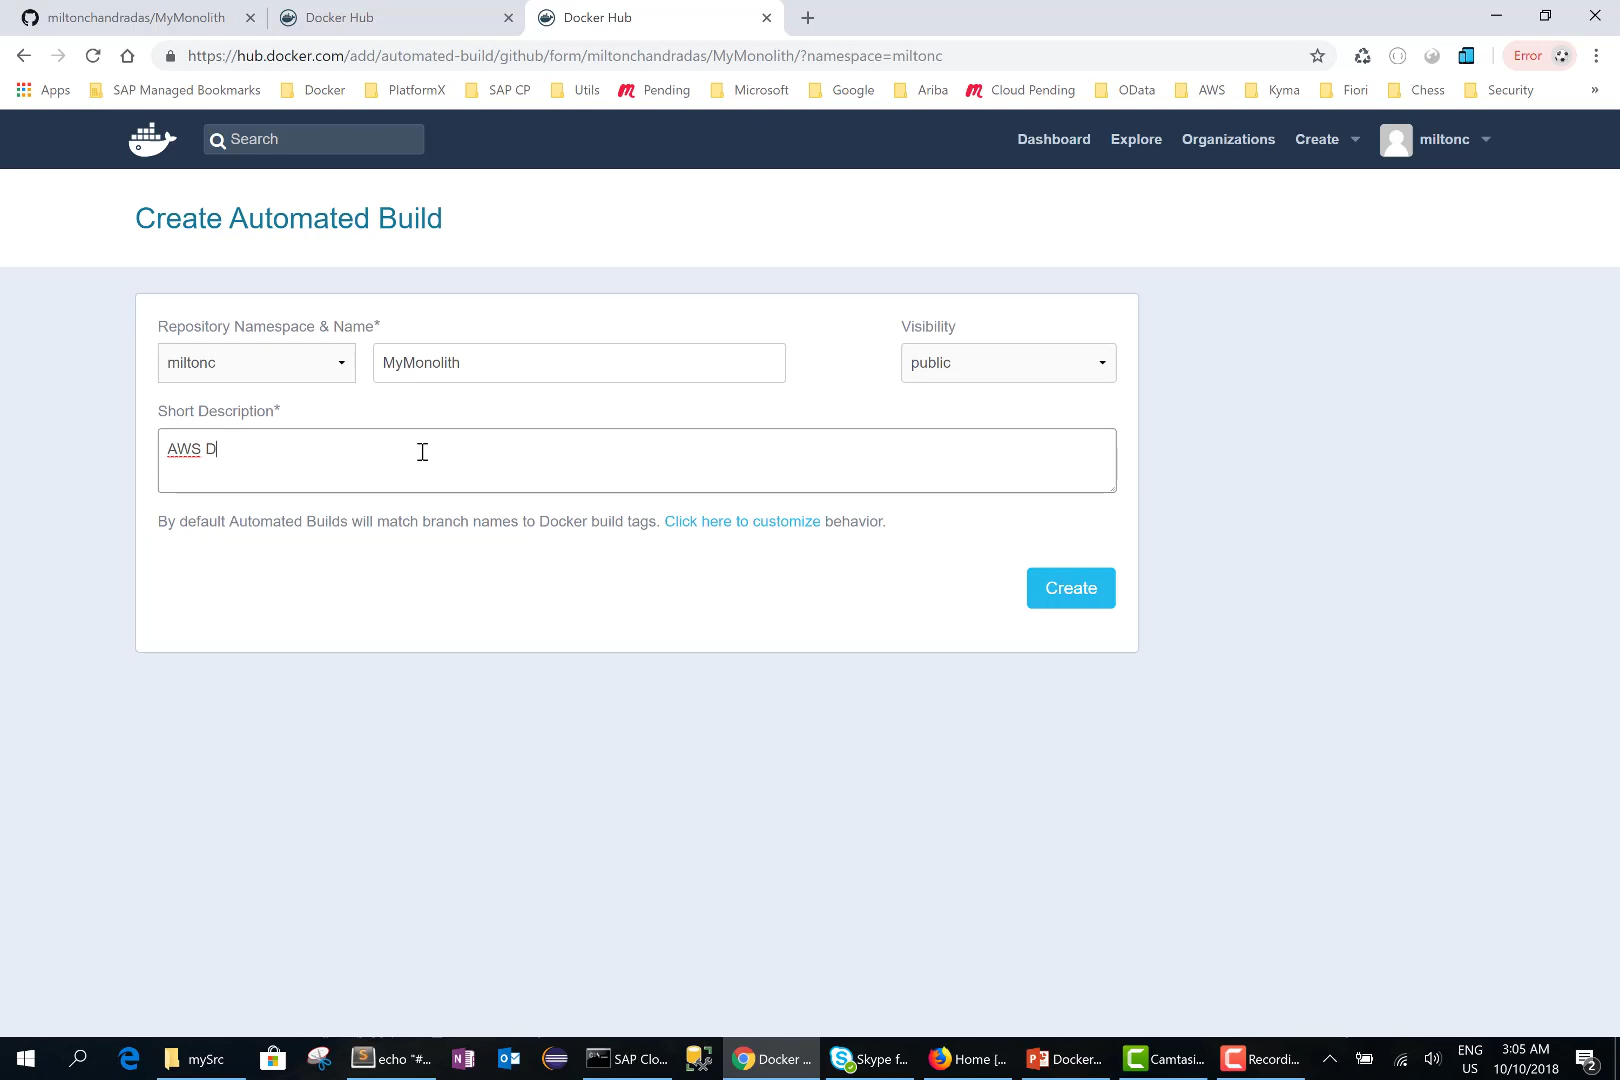 miltonchandradas/MyMonolith
Docker Hub
Docker Hub
https://hub.docker.com/add/automated-build/github/form/miltonchandradas/MyMonolith/?namespace=miltonc
Error
Apps
SAP Managed Bookmarks
Docker
PlatformX
SAP CP
Utils
Pending
Microsoft
Google
Ariba
Cloud Pending
OData
AWS
Kyma
Fiori
Chess
Security
»
Search
Dashboard
Explore
Organizations
Create
miltonc
Create Automated Build
Repository Namespace & Name*
Visibility
miltonc
MyMonolith
public
Short Description*
AWS D
By default Automated Builds will match branch names to Docker build tags. Click here to customize behavior.
Create
mySrc
echo "#...
SAP Clo...
Docker ...
Skype f...
Home [...
Docker...
Camtasi...
Recordi...
ENG
US
3:05 AM
10/10/2018
2